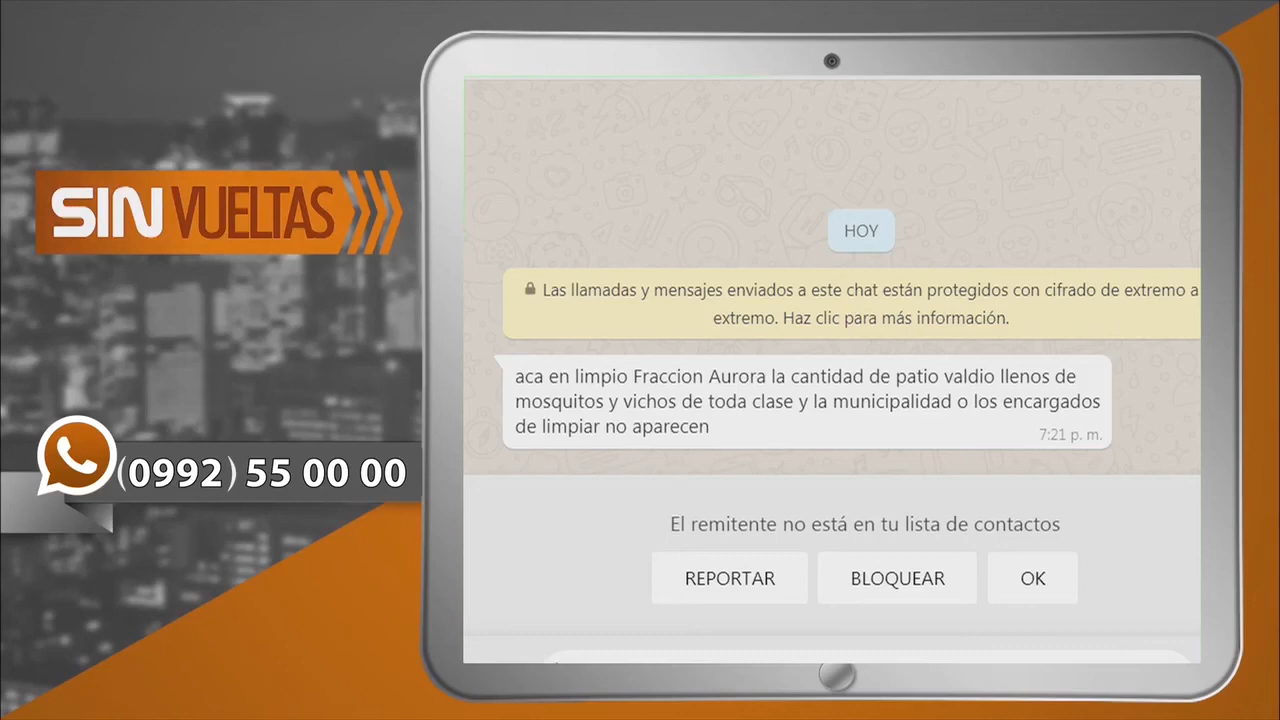 SIN VUELTAS
(0992) 55 00 00
HOY
Las llamadas y mensajes enviados a este chat están protegidos con cifrado de extremo a
extremo. Haz clic para más información.
aca en limpio Fraccion Aurora la cantidad de patio valdio llenos de
mosquitos y vichos de toda clase y la municipalidad o los encargados
de limpiar no aparecen
7:21 p. m.
El remitente no está en tu lista de contactos
REPORTAR BLOQUEAR OK